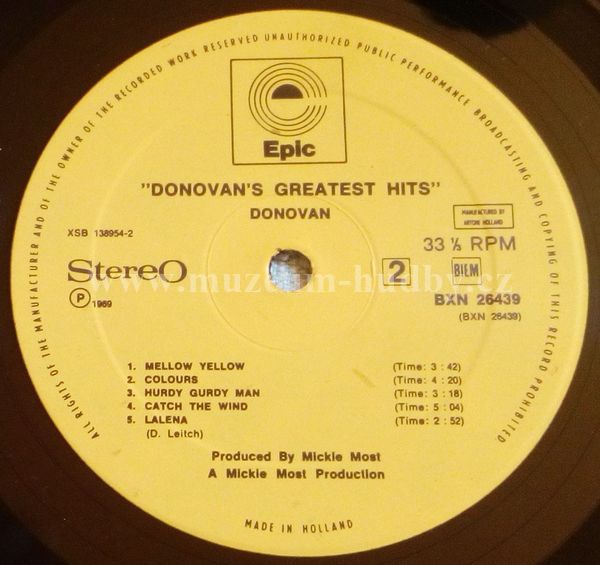 ALL RIGHTS OF THE MANUFACTURER AND OF THE OWNER OF THE RECORDED WORK RESERVED UNAUTHORIZED PUBLIC PERFORMANCE BROADCASTING AND COPYING OF THIS RECORD PROHIBITED
Epic
"DONOVAN'S GREATEST HITS"
DONOVAN
MANUFACTURED BY
ARTONE HOLLAND
XSB 138954-2
33 ⅓ RPM
Stereo
2
BIEM
www.muzeum-hudby.cz
P 1969
BXN 26439
(BXN 26439)
1. MELLOW YELLOW (Time: 3 : 42)
2. COLOURS (Time: 4 : 20)
3. HURDY GURDY MAN (Time: 3 : 18)
4. CATCH THE WIND (Time: 5 : 04)
5. LALENA (Time: 2 : 52)
(D. Leitch)
Produced By Mickie Most
A Mickie Most Production
MADE IN HOLLAND